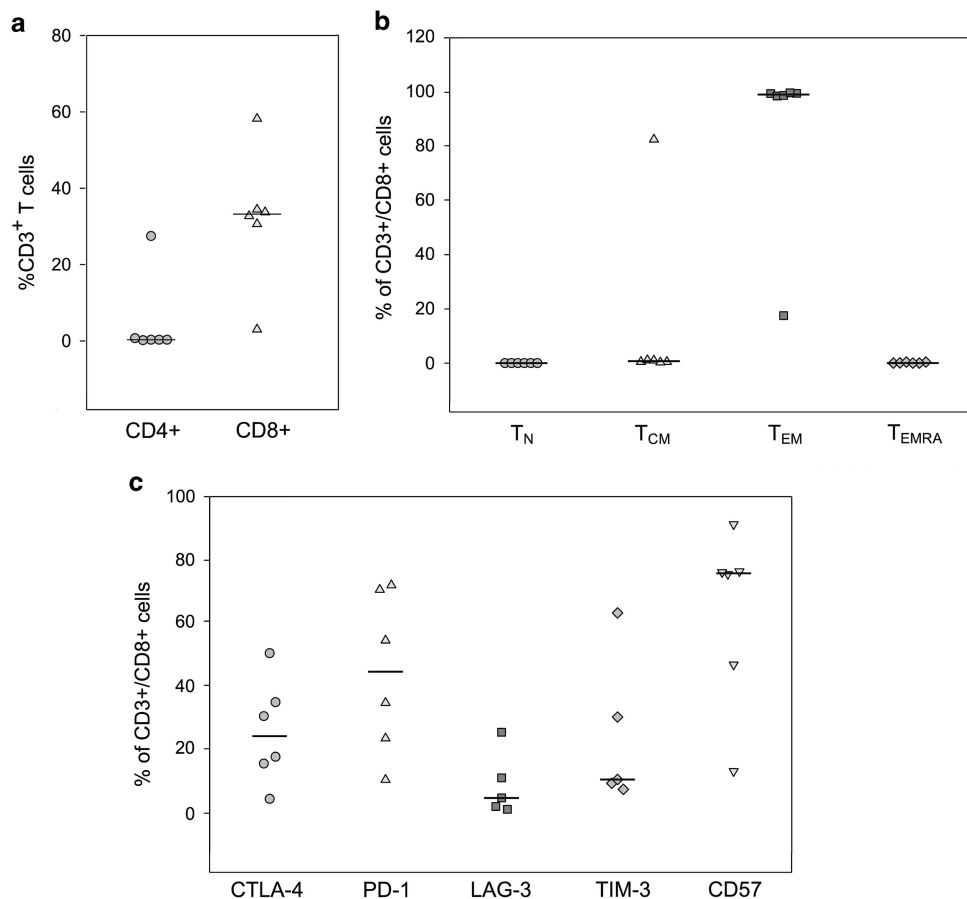 a
80
60
40
20
0
%CD3+ T cells
CD4+ CD8+
b
120
100
80
60
40
20
0
% of CD3+/CD8+ cells
TN TCM TEM TEMRA
c
100
80
60
40
20
0
% of CD3+/CD8+ cells
CTLA-4 PD-1 LAG-3 TIM-3 CD57